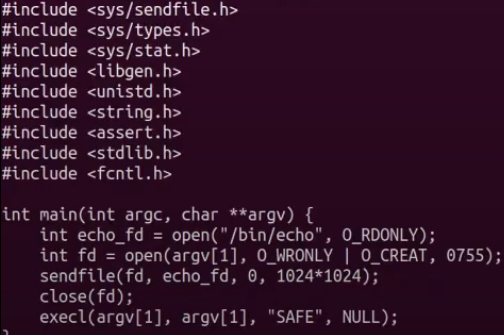 #include <sys/sendfile.h>
#include <sys/types.h>
#include <sys/stat.h>
#include <libgen.h>
#include <unistd.h>
#include <string.h>
#include <assert.h>
#include <stdlib.h>
#include <fcntl.h>
int main(int argc, char **argv) {
    int echo_fd = open("/bin/echo", O_RDONLY);
    int fd = open(argv[1], O_WRONLY | O_CREAT, 0755);
    sendfile(fd, echo_fd, 0, 1024*1024);
    close(fd);
    execl(argv[1], argv[1], "SAFE", NULL);
}